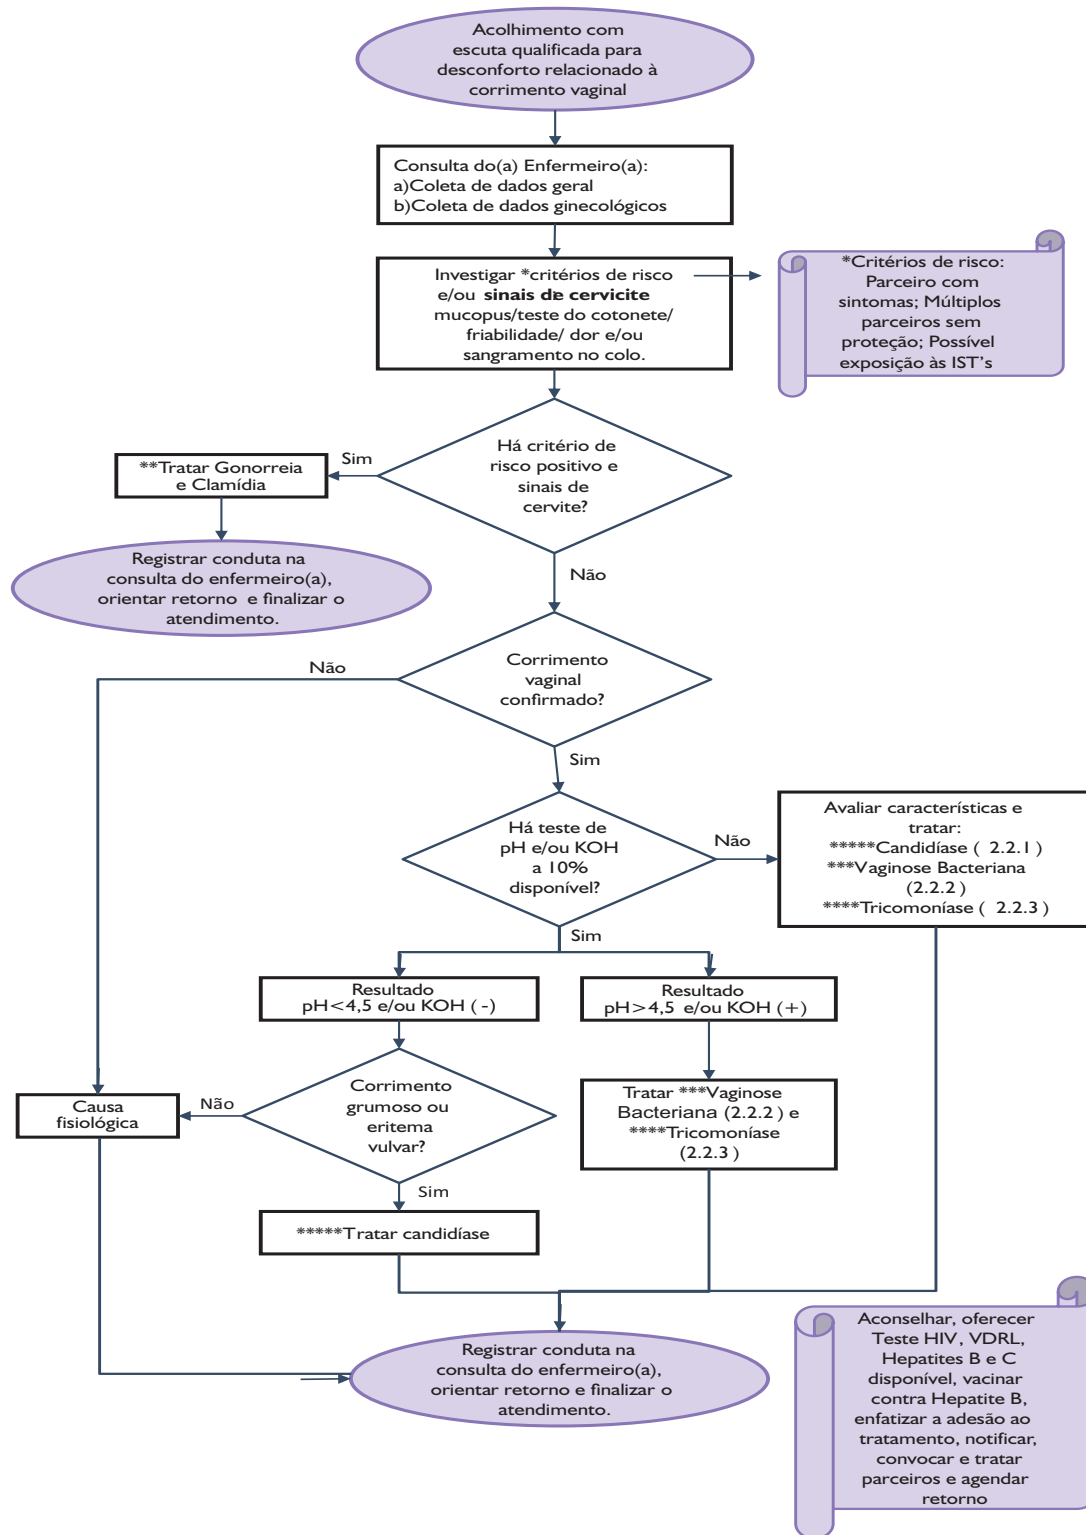 Acolhimento com
escuta qualificada para
desconforto relacionado à
corrimento vaginal
Consulta do(a) Enfermeiro(a):
a)Coleta de dados geral
b)Coleta de dados ginecológicos
Investigar *critérios de risco
e/ou sinais de cervicite
mucopus/teste do cotonete/
friabilidade/ dor e/ou
sangramento no colo.
*Critérios de risco:
Parceiro com
sintomas; Múltiplos
parceiros sem
proteção; Possível
exposição às IST's
Há critério de
risco positivo e
sinais de
cervite?
Sim
**Tratar Gonorreia
e Clamídia
Registrar conduta na
consulta do enfermeiro(a),
orientar retorno e finalizar o
atendimento.
Não
Corrimento
vaginal
confirmado?
Não
Sim
Há teste de
pH e/ou KOH
a 10%
disponível?
Não
Avaliar características e
tratar:
*****Candidíase ( 2.2.1)
***Vaginose Bacteriana
(2.2.2)
****Tricomoníase ( 2.2.3)
Sim
Resultado
pH<4,5 e/ou KOH (-)
Resultado
pH>4,5 e/ou KOH (+)
Corrimento
grumoso ou
eritema
vulvar?
Não
Causa
fisiológica
Tratar ***Vaginose
Bacteriana (2.2.2) e
****Tricomoníase
(2.2.3)
Sim
*****Tratar candidíase
Registrar conduta na
consulta do enfermeiro(a),
orientar retorno e finalizar o
atendimento.
Aconselhar, oferecer
Teste HIV, VDRL,
Hepatites B e C
disponível, vacinar
contra Hepatite B,
enfatizar a adesão ao
tratamento, notificar,
convocar e tratar
parceiros e agendar
retorno